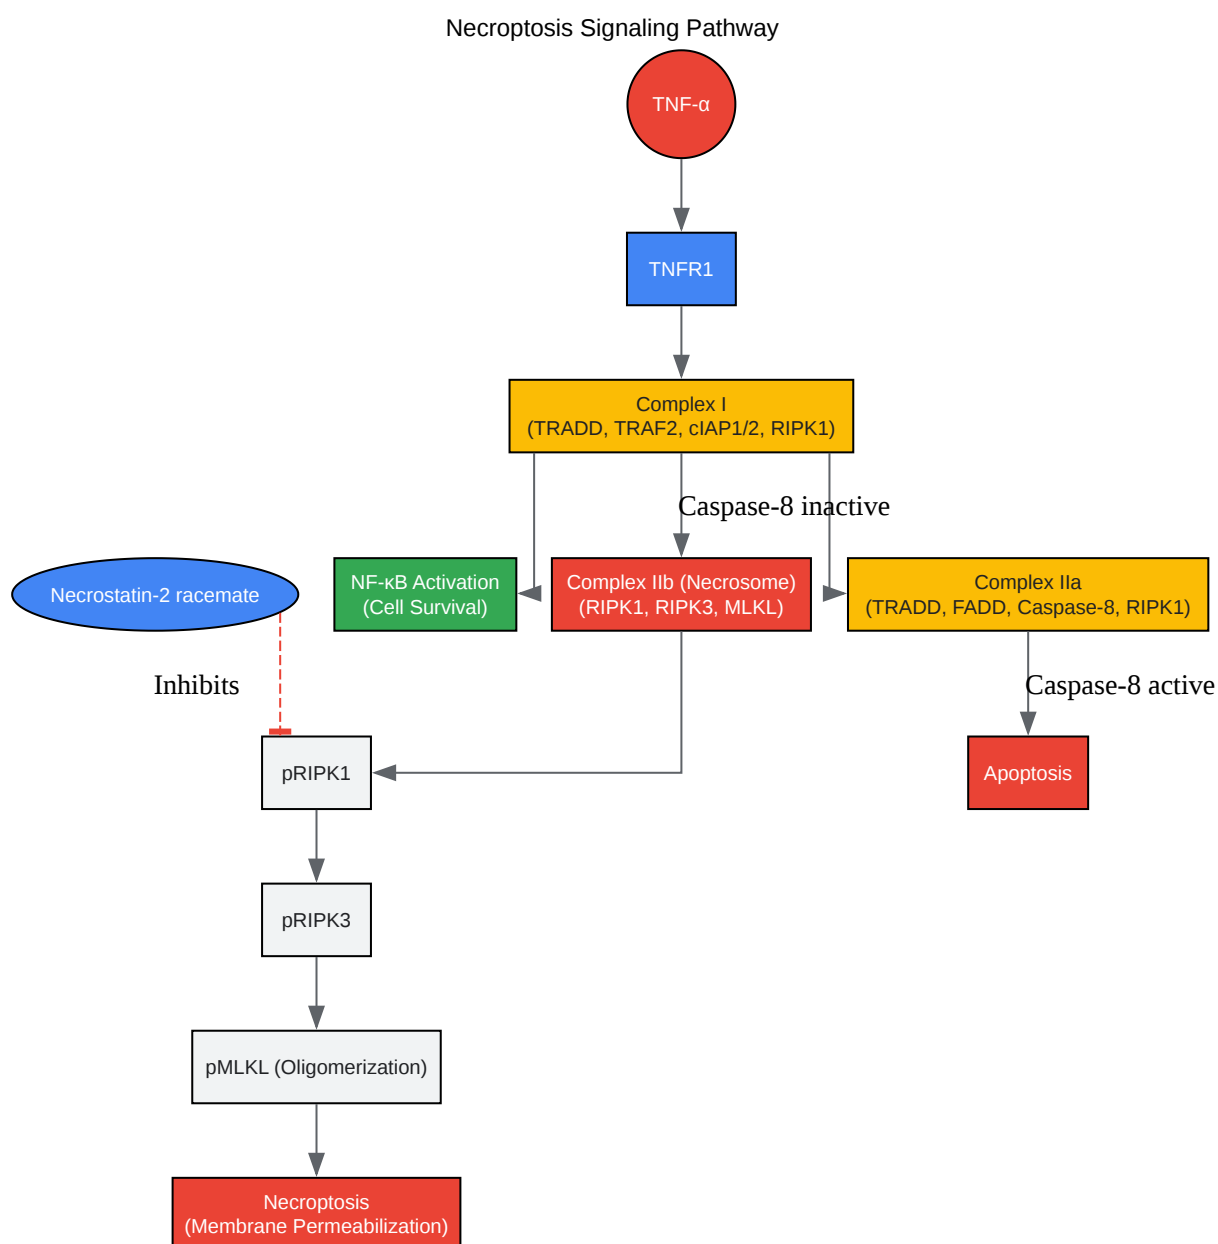 Necroptosis Signaling Pathway
TNF-α
TNFR1
Complex I
(TRADD, TRAF2, cIAP1/2, RIPK1)
Caspase-8 inactive
Necrostatin-2 racemate
NF-κB Activation
(Cell Survival)
Complex IIb (Necrosome)
(RIPK1, RIPK3, MLKL)
Complex IIa
(TRADD, FADD, Caspase-8, RIPK1)
Inhibits
Caspase-8 active
pRIPK1
Apoptosis
pRIPK3
pMLKL (Oligomerization)
Necroptosis
(Membrane Permeabilization)